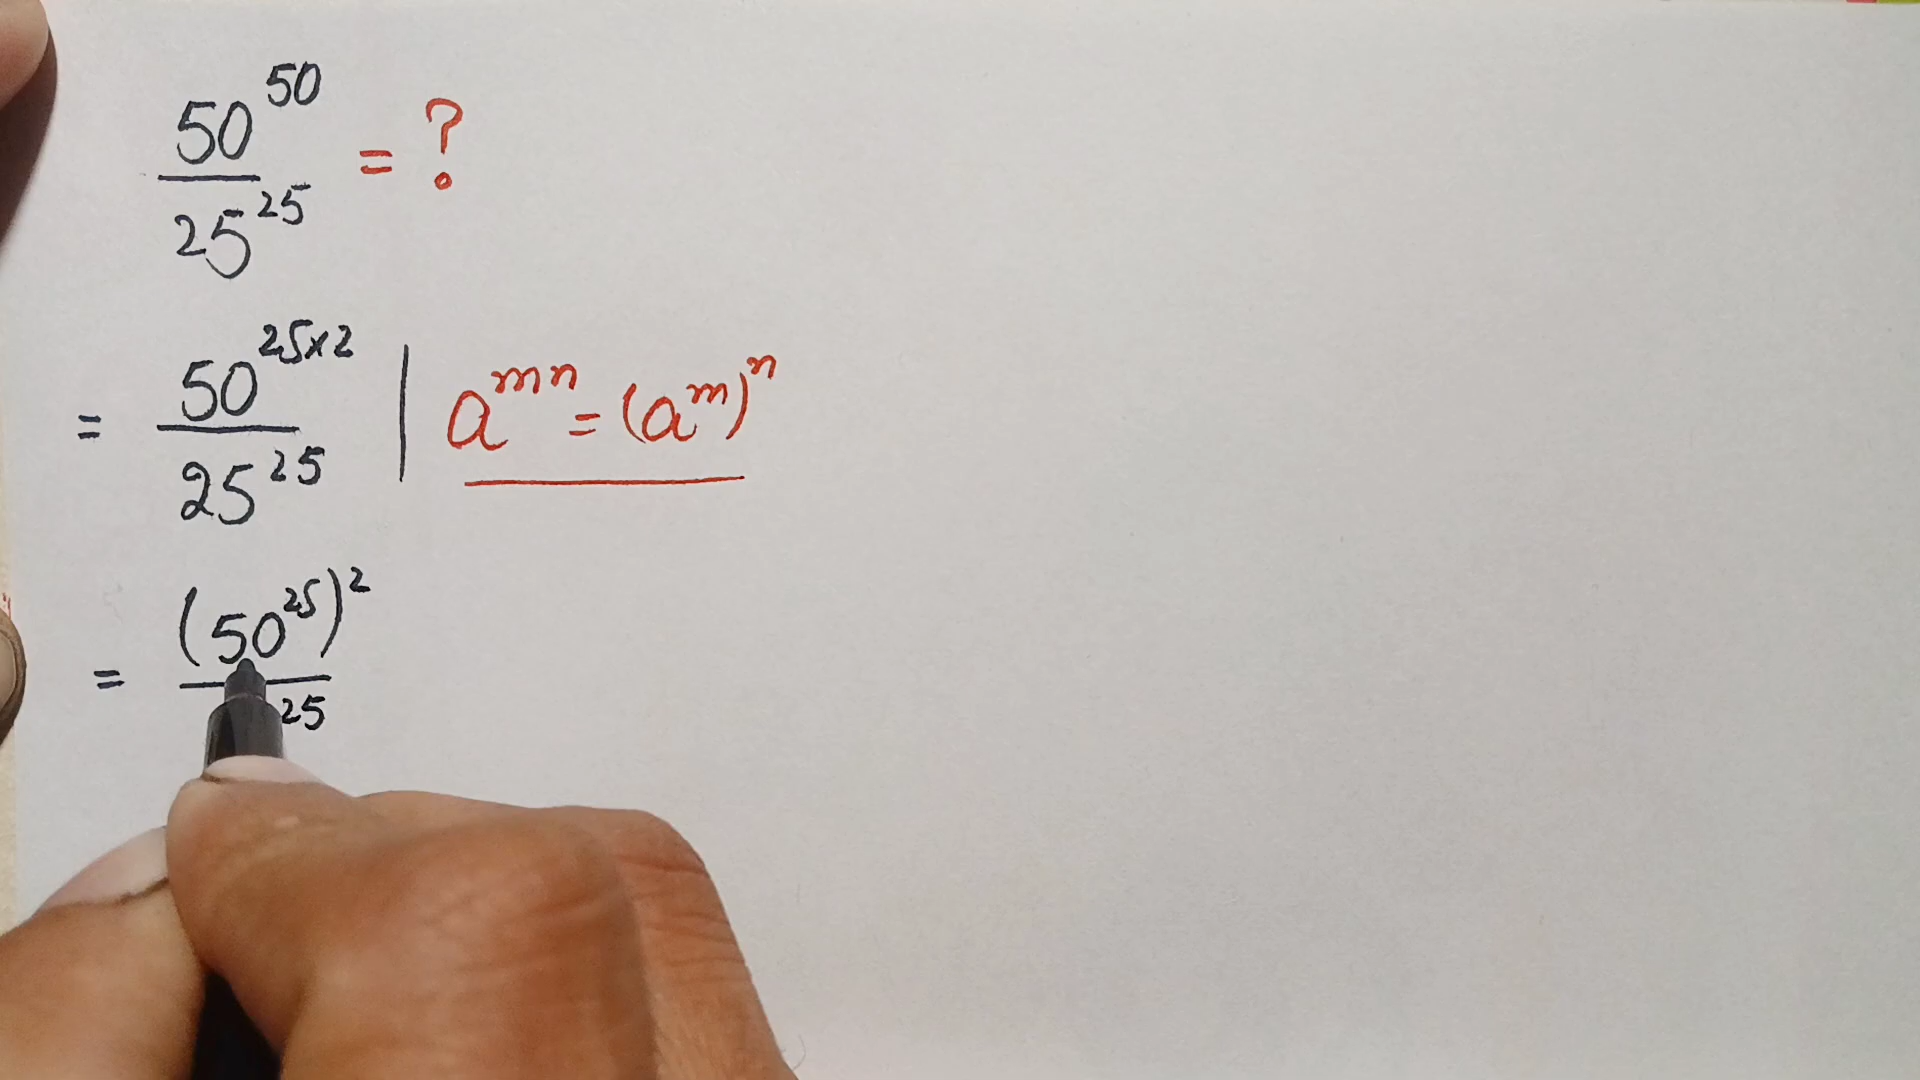 50^50 / 25^25 = ?
= 50^25×2 / 25^25 | a^mn = (a^m)^n
= (50^25)^2 / 25